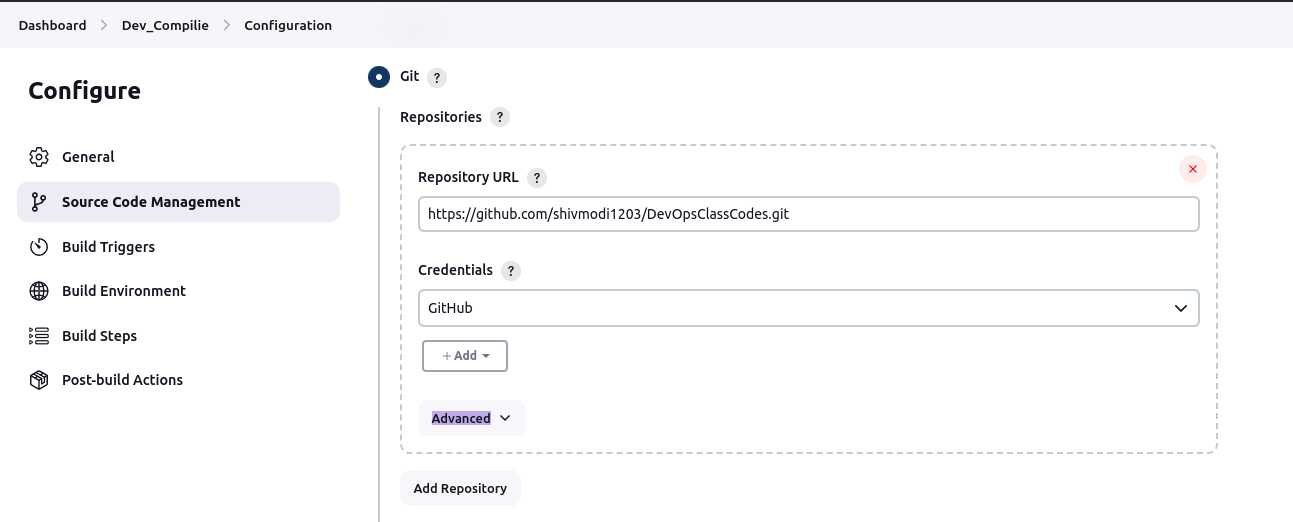 Dashboard > Dev_Compilie > Configuration
Configure
General
Source Code Management
Build Triggers
Build Environment
Build Steps
Post-build Actions
Git ?
Repositories ?
Repository URL ?
https://github.com/shivmodi1203/DevOpsClassCodes.git
Credentials ?
GitHub
+ Add
Advanced
Add Repository